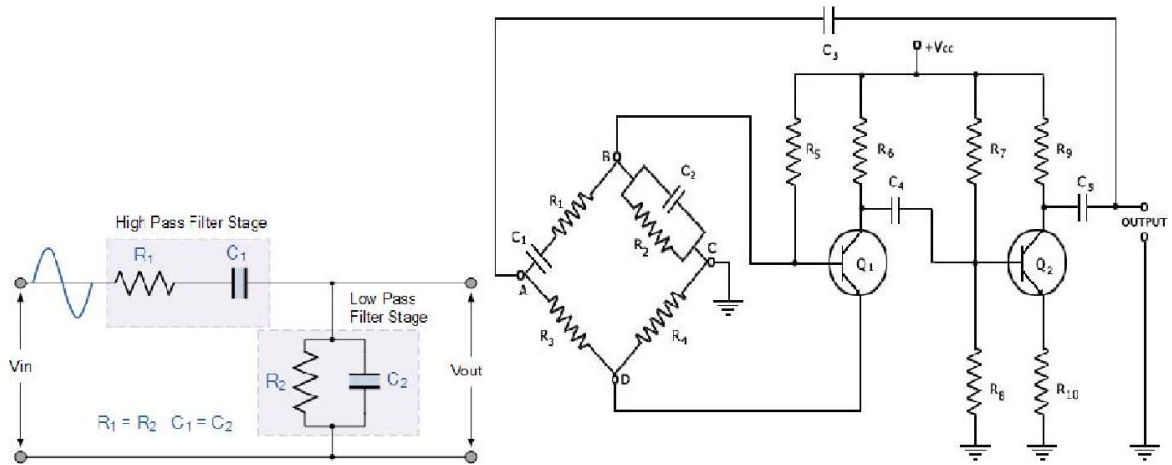 High Pass Filter Stage
R1 C1
Low Pass
Filter Stage
Vin
R2 C2
Vout
R1 = R2 C1 = C2
C3
+Vcc
B
R1
C1
A
C2
R2
C
R3
R4
D
R5
R6
C4
Q1
R7
R9
C5
OUTPUT
Q2
R8
R10